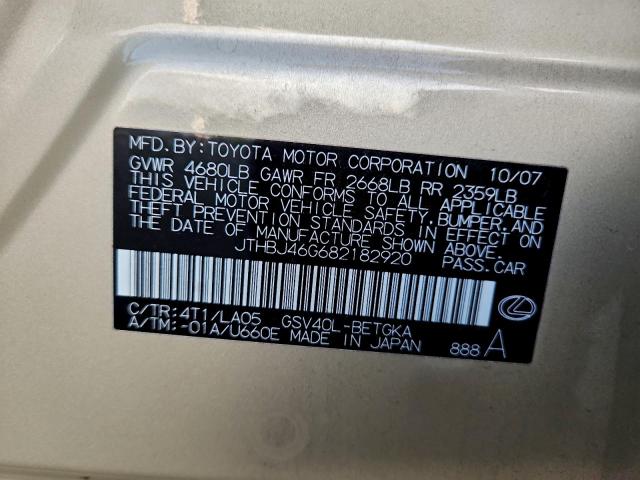 MFD. BY: TOYOTA MOTOR CORPORATION 10/07
GVWR 4680LB GAWR FR 2668LB RR 2359LB
THIS VEHICLE CONFORMS TO ALL APPLICABLE
FEDERAL MOTOR VEHICLE SAFETY, BUMPER, AND
THEFT PREVENTION STANDARDS IN EFFECT ON
THE DATE OF MANUFACTURE SHOWN ABOVE.
JTHBJ46G682182920 PASS.CAR
C/TR: 4T1/LA05 GSV40L-BETGKA
A/TM: -01A/U660E MADE IN JAPAN 888 A